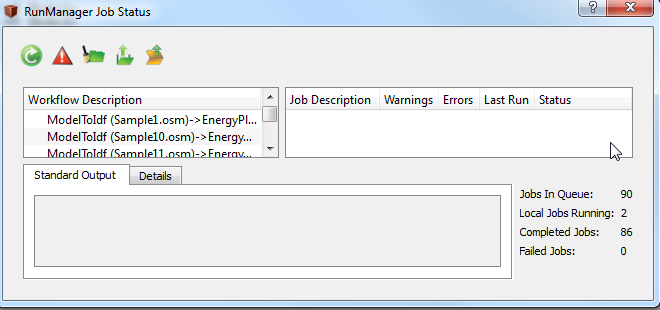 RunManager Job Status
?
Workflow Description
ModelToIdf (Sample1.osm)->EnergyPl...
ModelToIdf (Sample10.osm)->Energy...
ModelToIdf (Sample11.osm)->Energy...
Job Description Warnings Errors Last Run Status
Standard Output Details
Jobs In Queue: 90
Local Jobs Running: 2
Completed Jobs: 86
Failed Jobs: 0